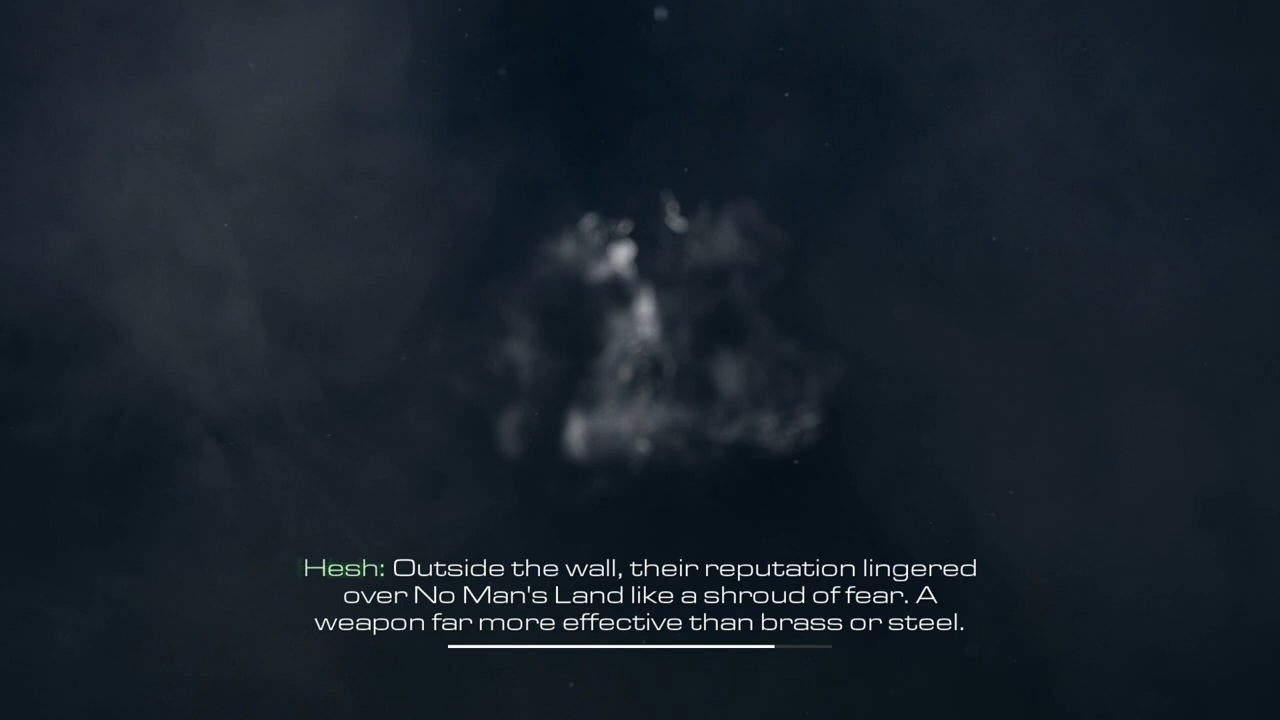 Hesh: Outside the wall, their reputation lingered
over No Man's Land like a shroud of fear. A
weapon far more effective than brass or steel.